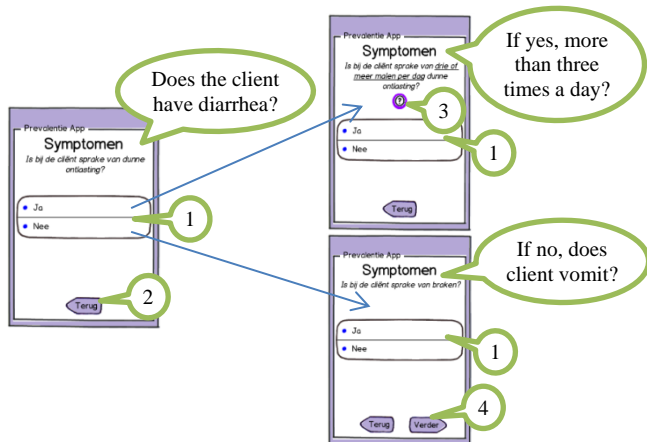 Does the client
have diarrhea?
Prevalentie App
Symptomen
Is bij de cliënt sprake van dunne
ontlasting?
Ja
Nee
1
Terug
2
If yes, more
than three
times a day?
Prevalentie App
Symptomen
Is bij de cliënt sprake van drie of
meer malen per dag dunne
ontlasting?
?
3
Ja
Nee
1
Terug
If no, does
client vomit?
Prevalentie App
Symptomen
Is bij de cliënt sprake van braken?
Ja
Nee
1
Terug
Verder
4